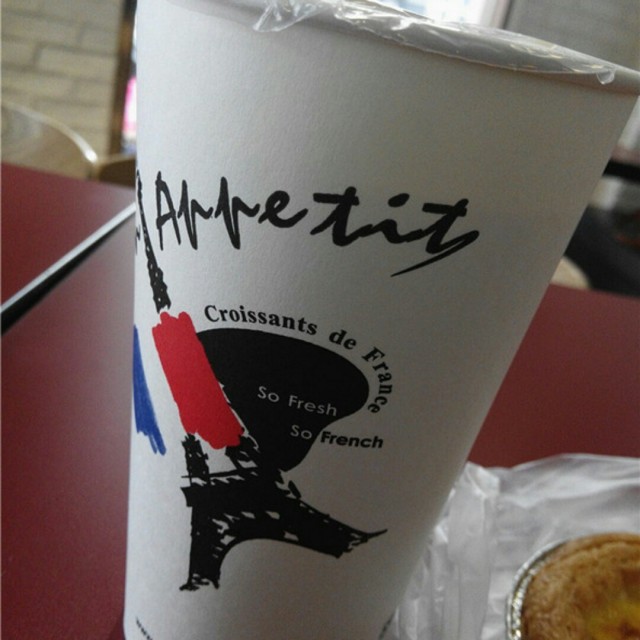 Appetit
Croissants de France
So Fresh
So French